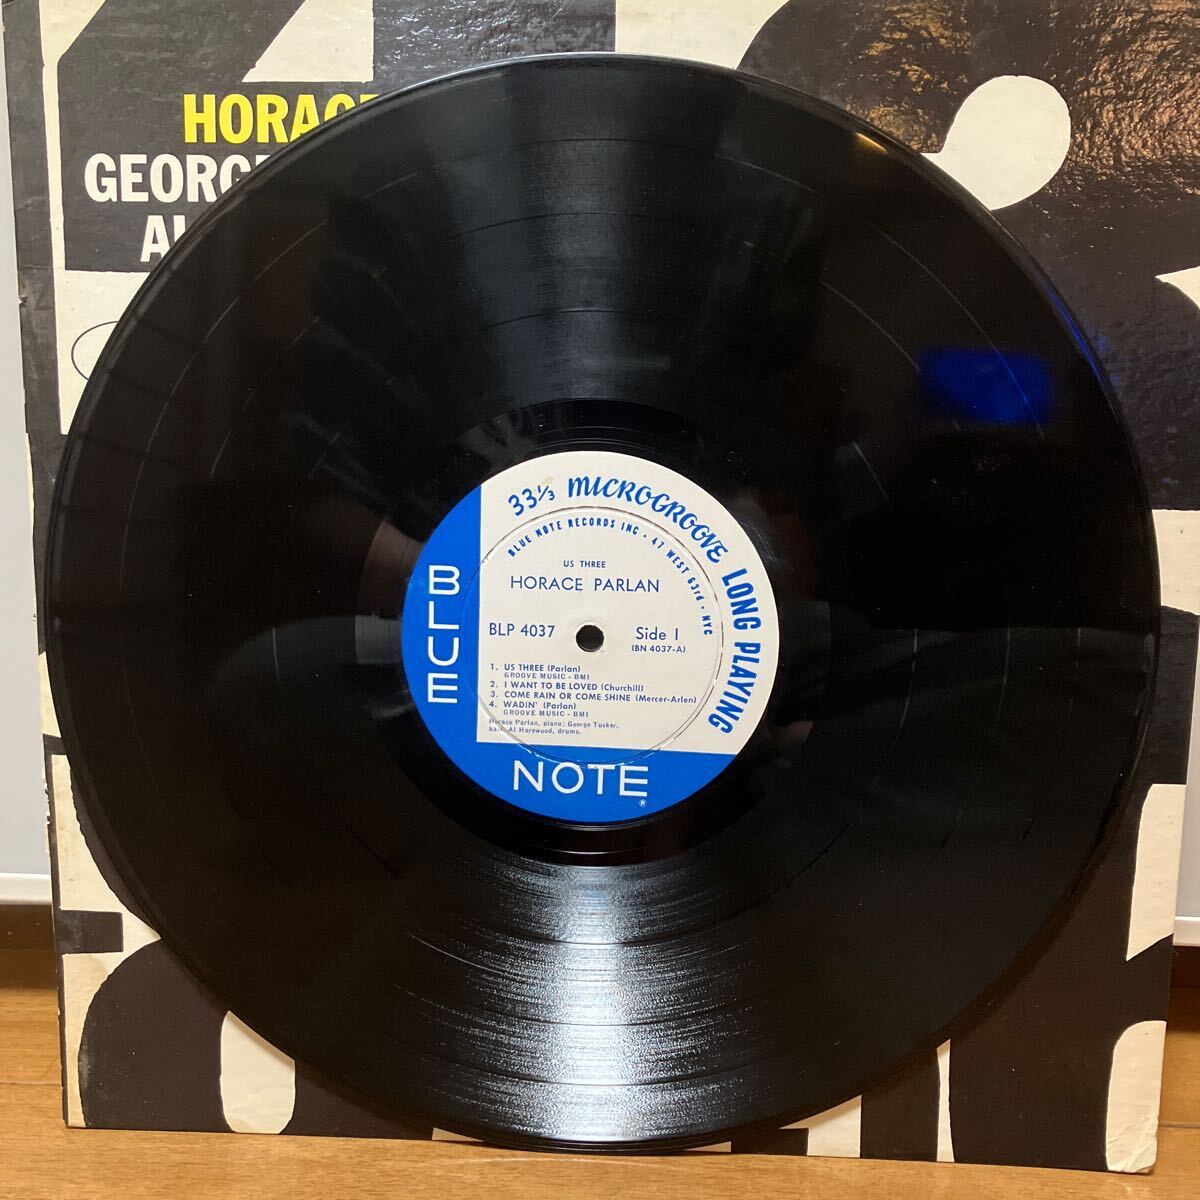 HORACE
GEORGE
AL
33 1/3 MICROGROOVE LONG PLAYING
BLUE NOTE RECORDS INC • 47 WEST 63rd • NYC
US THREE
HORACE PARLAN
BLP 4037
Side 1
(BN 4037-A)
1. US THREE (Parlan)
GROOVE MUSIC - BMI
2. I WANT TO BE LOVED (Churchill)
3. COME RAIN OR COME SHINE (Mercer-Arlen)
4. WADIN' (Parlan)
GROOVE MUSIC - BMI
Horace Parlan, piano; George Tucker,
bass; Al Harewood, drums.
BLUE
NOTE
®